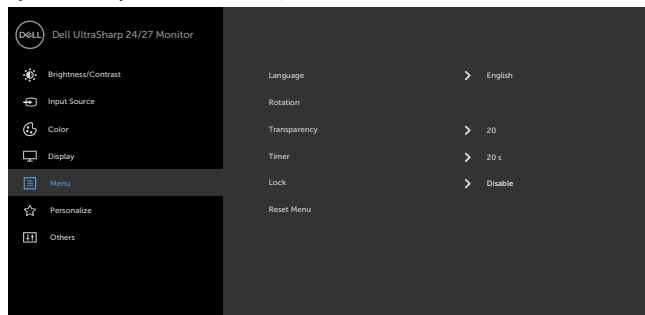 DELL Dell UltraSharp 24/27 Monitor
Brightness/Contrast
Input Source
Color
Display
Menu
Personalize
Others
Language English
Rotation
Transparency 20
Timer 20 s
Lock Disable
Reset Menu